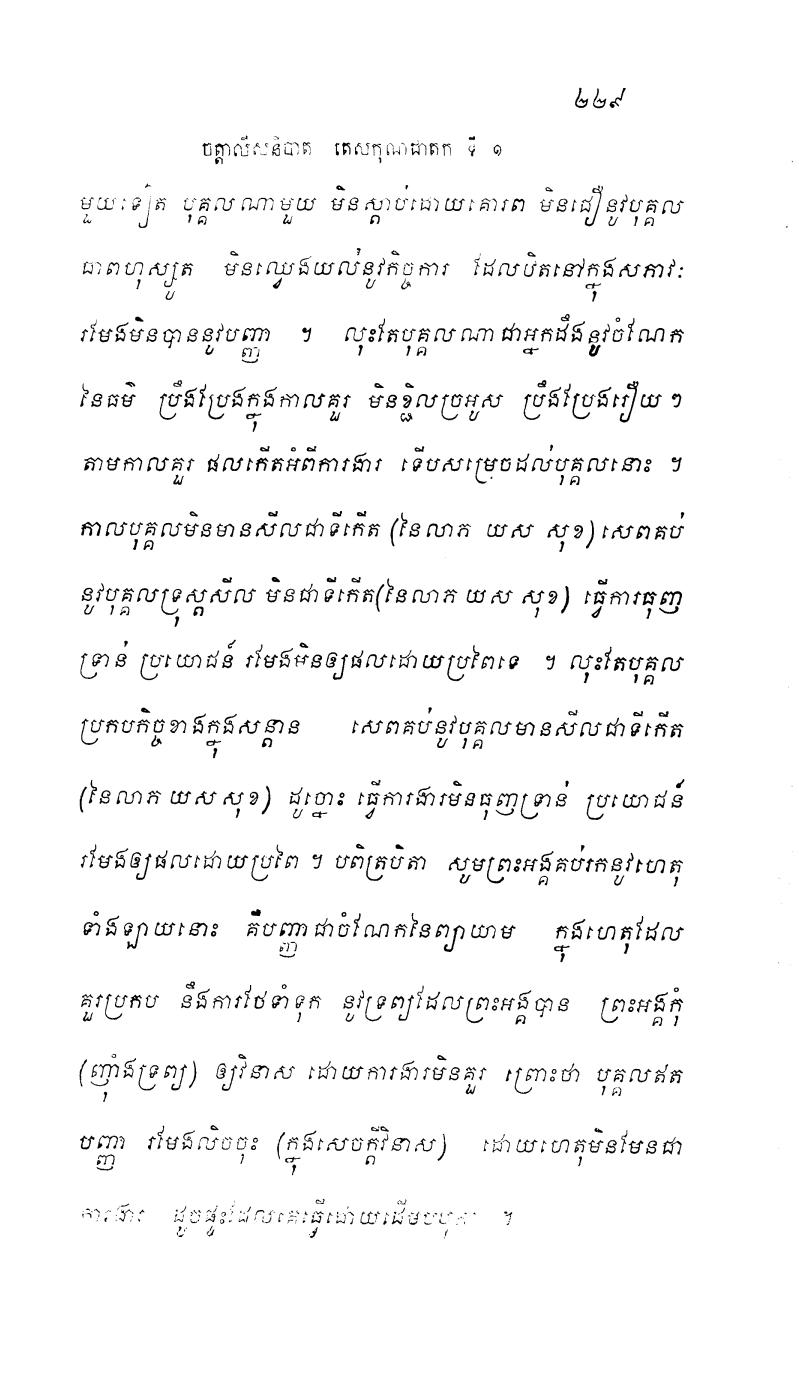 ២២៩
ចត្តាលីសនិបាត តេសកុណជាតក ទី ១
មួយទៀត បុគ្គលណាមួយ មិនស្តាប់ដោយគោរព មិនជឿនូវបុគ្គល
ជាពហុស្សូត មិនឈ្វេងយល់នូវកិច្ចការ ដែលបិតនៅក្នុងសភាវៈ
រមែងមិនបាននូវបញ្ញា ។ លុះតែបុគ្គលណាជាអ្នកដឹងនូវចំណែក
នៃធម៌ ប្រឹងប្រែងក្នុងកាលគួរ មិនខ្ជិលច្រអូស ប្រឹងប្រែងរឿយៗ
តាមកាលគួរ ផលកើតអំពីការងារ ទើបសម្រេចដល់បុគ្គលនោះ ។
កាលបុគ្គលមិនមានសីលជាទីកើត (នៃលាភ យស សុខ) សេពគប់
នូវបុគ្គលទ្រុស្តសីល មិនជាទីកើត(នៃលាភ យស សុខ) ធ្វើការធុញ
ទ្រាន់ ប្រយោជន៍ រមែងមិនឲ្យផលដោយប្រពៃទេ ។ លុះតែបុគ្គល
ប្រកបកិច្ចខាងក្នុងសន្តាន សេពគប់នូវបុគ្គលមានសីលជាទីកើត
(នៃលាភ យស សុខ) ដូច្នោះ ធ្វើការងារមិនធុញទ្រាន់ ប្រយោជន៍
រមែងឲ្យផលដោយប្រពៃ ។ បពិត្របិតា សូមព្រះអង្គគប់រកនូវហេតុ
ទាំងឡាយនោះ គឺបញ្ញាជាចំណែកនៃព្យាយាម ក្នុងហេតុដែល
គួរប្រកប នឹងការថែទាំទុក នូវទ្រព្យដែលព្រះអង្គបាន ព្រះអង្គកុំ
(ញ៉ាំងទ្រព្យ) ឲ្យវិនាស ដោយការងារមិនគួរ ព្រោះថា បុគ្គលឥត
បញ្ញា រមែងលិចចុះ (ក្នុងសេចក្តីវិនាស) ដោយហេតុមិនមែនជា
ការងារ ដូចផ្ទះដែលគេធ្វើដោយដើមបបុស ។